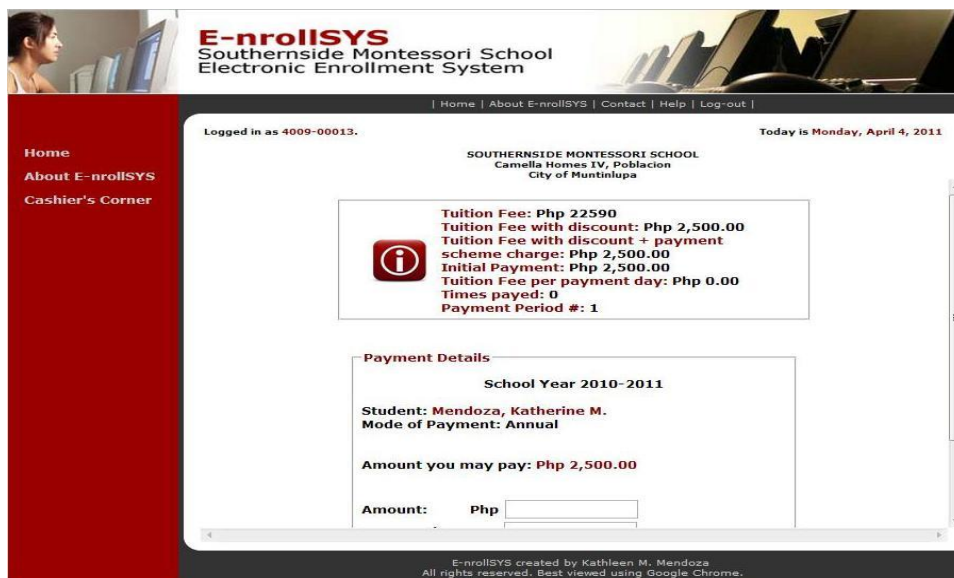 E-nrollSYS
Southernside Montessori School
Electronic Enrollment System
| Home | About E-nrollSYS | Contact | Help | Log-out |
Logged in as 4009-00013.
Today is Monday, April 4, 2011
Home
About E-nrollSYS
Cashier's Corner
SOUTHERNSIDE MONTESSORI SCHOOL
Camella Homes IV, Poblacion
City of Muntinlupa
Tuition Fee: Php 22590
Tuition Fee with discount: Php 2,500.00
Tuition Fee with discount + payment
scheme charge: Php 2,500.00
Initial Payment: Php 2,500.00
Tuition Fee per payment day: Php 0.00
Times payed: 0
Payment Period #: 1
Payment Details
School Year 2010-2011
Student: Mendoza, Katherine M.
Mode of Payment: Annual
Amount you may pay: Php 2,500.00
Amount: Php
E-nrollSYS created by Kathleen M. Mendoza
All rights reserved. Best viewed using Google Chrome.